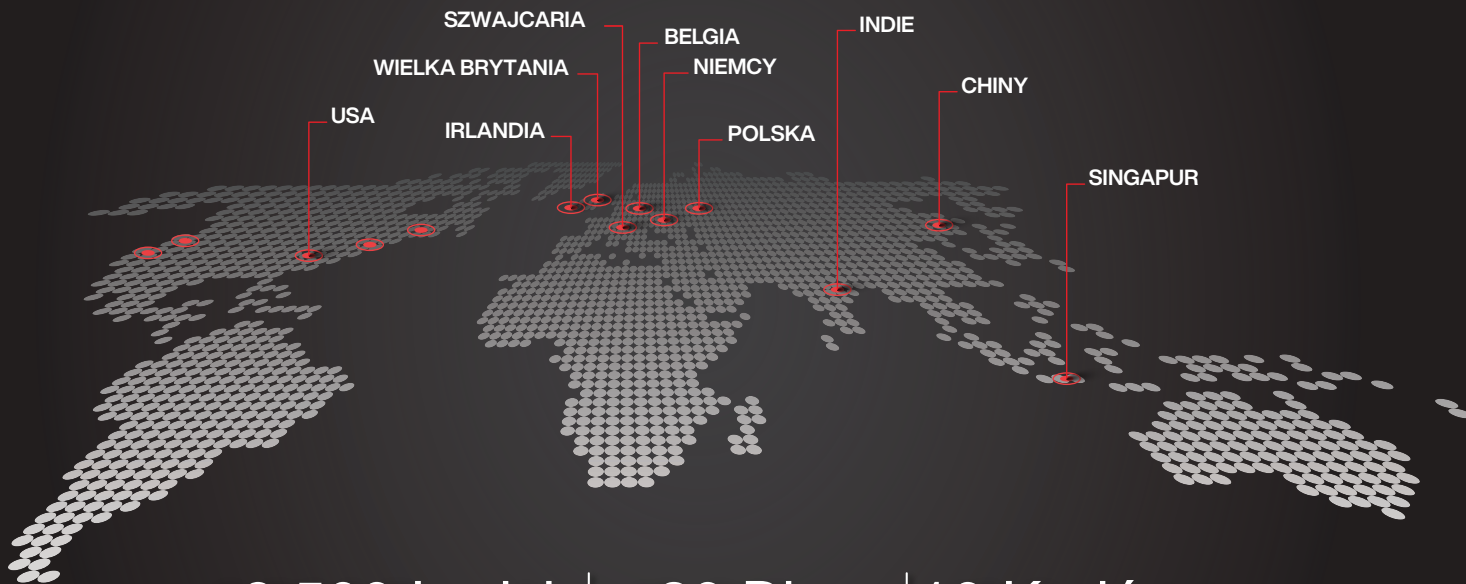 SZWAJCARIA
INDIE
BELGIA
WIELKA BRYTANIA
NIEMCY
CHINY
USA
IRLANDIA
POLSKA
SINGAPUR